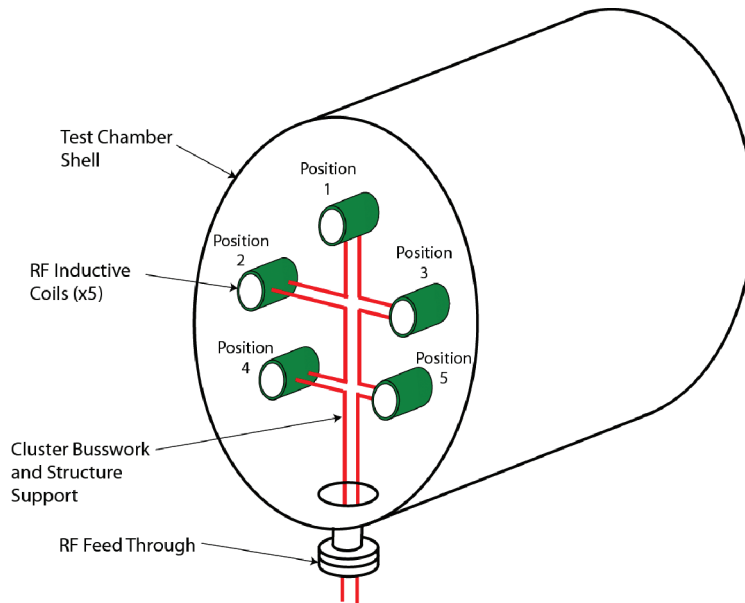 Test Chamber
Shell
Position
1
Position
2
RF Inductive
Coils (x5)
Position
3
Position
4
Position
5
Cluster Busswork
and Structure
Support
RF Feed Through